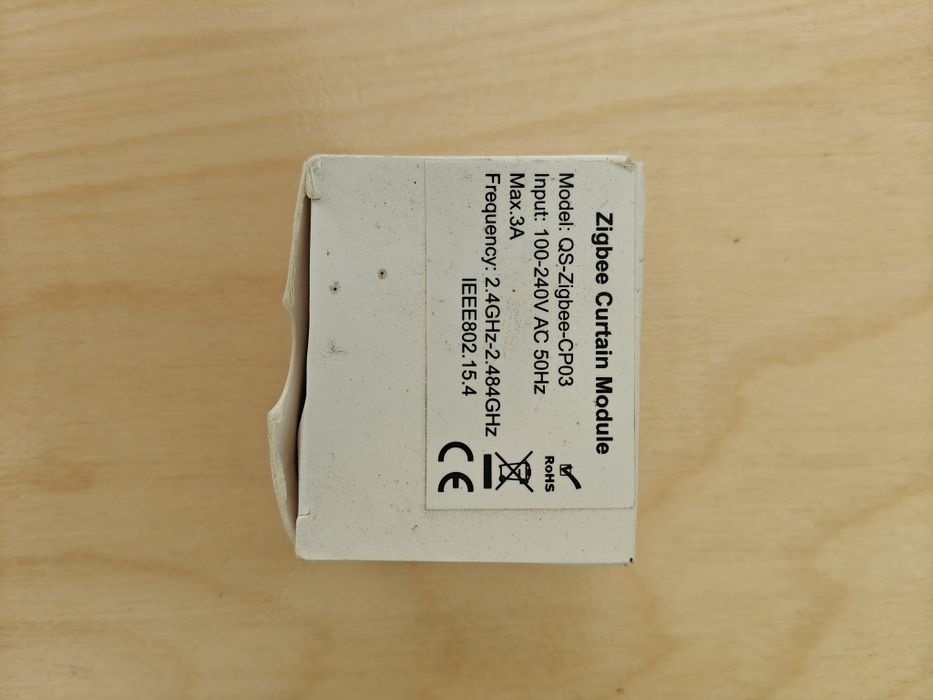 Zigbee Curtain Module
Model: QS-Zigbee-CP03
Input: 100-240V AC 50Hz
Max.3A
Frequency: 2.4GHz-2.484GHz
IEEE802.15.4
RoHS
CE